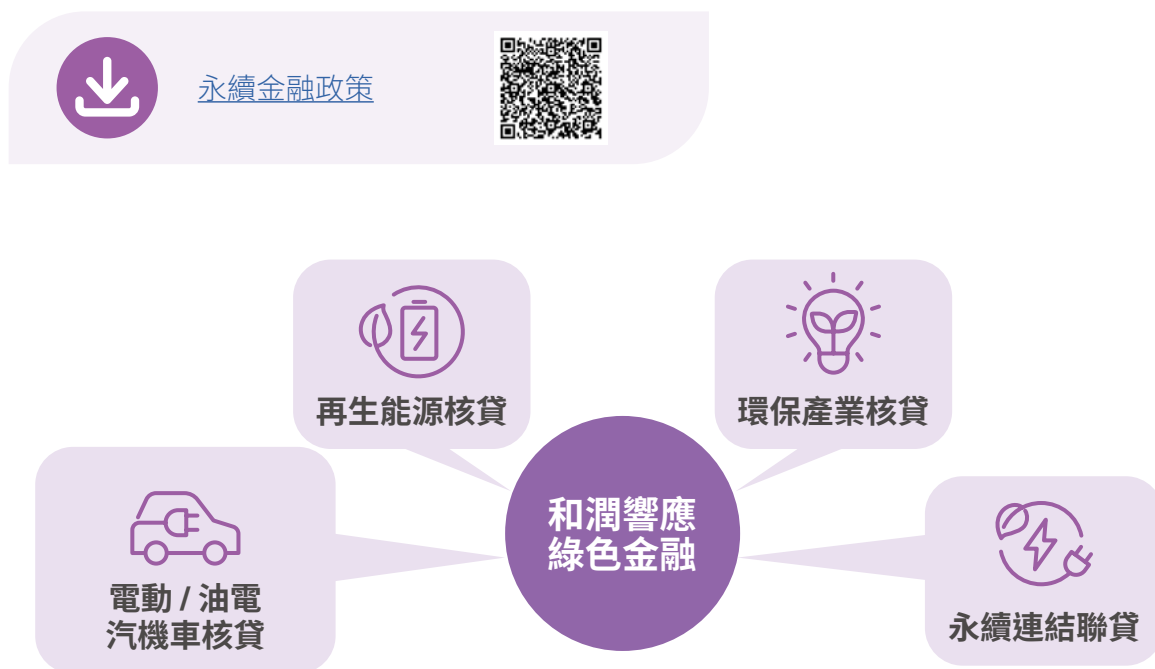 永續金融政策
再生能源核貸
環保產業核貸
和潤響應
綠色金融
電動 / 油電
汽機車核貸
永續連結聯貸